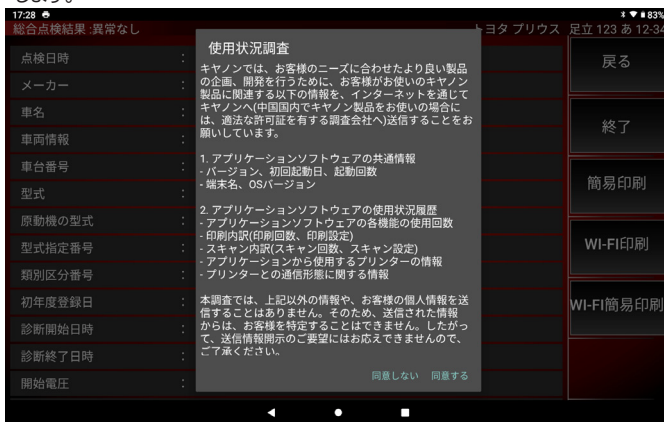 します。
17:28
83%
総合点検結果 :異常なし
トヨタ プリウス 足立 123 あ 12-34
点検日時 :
メーカー :
車名 :
車両情報 :
車台番号 :
型式 :
原動機の型式 :
型式指定番号 :
類別区分番号 :
初年度登録日 :
診断開始日時 :
診断終了日時 :
開始電圧 :
使用状況調査
キヤノンでは、お客様のニーズに合わせたより良い製品
の企画、開発を行うために、お客様がお使いのキヤノン
製品に関連する以下の情報を、インターネットを通じて
キヤノンへ(中国国内でキヤノン製品をお使いの場合に
は、適法な許可証を有する調査会社へ)送信することをお
願いしています。
1. アプリケーションソフトウェアの共通情報
- バージョン、初回起動日、起動回数
- 端末名、OSバージョン
2. アプリケーションソフトウェアの使用状況履歴
- アプリケーションソフトウェアの各機能の使用回数
- 印刷内訳(印刷回数、印刷設定)
- スキャン内訳(スキャン回数、スキャン設定)
- アプリケーションから使用するプリンターの情報
- プリンターとの通信形態に関する情報
本調査では、上記以外の情報や、お客様の個人情報を送
信することはありません。そのため、送信された情報
からは、お客様を特定することはできません。したがっ
て、送信情報開示のご要望にはお応えできませんので、
ご了承ください。
同意しない 同意する
戻る
終了
簡易印刷
WI-FI印刷
WI-FI簡易印刷